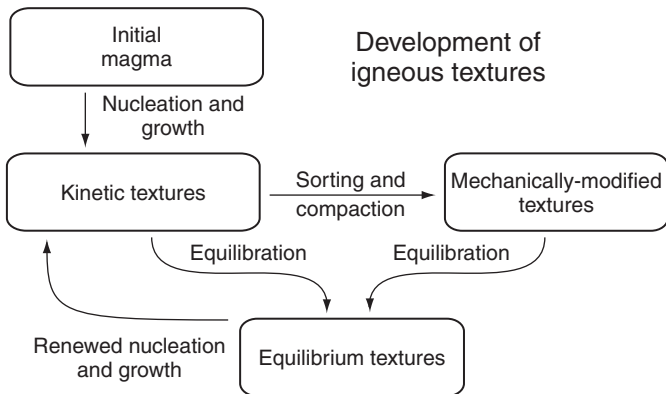 Initial
magma
Development of
igneous textures
Nucleation and
growth
Kinetic textures
Sorting and
compaction
Mechanically-modified
textures
Equilibration
Equilibration
Renewed nucleation
and growth
Equilibrium textures